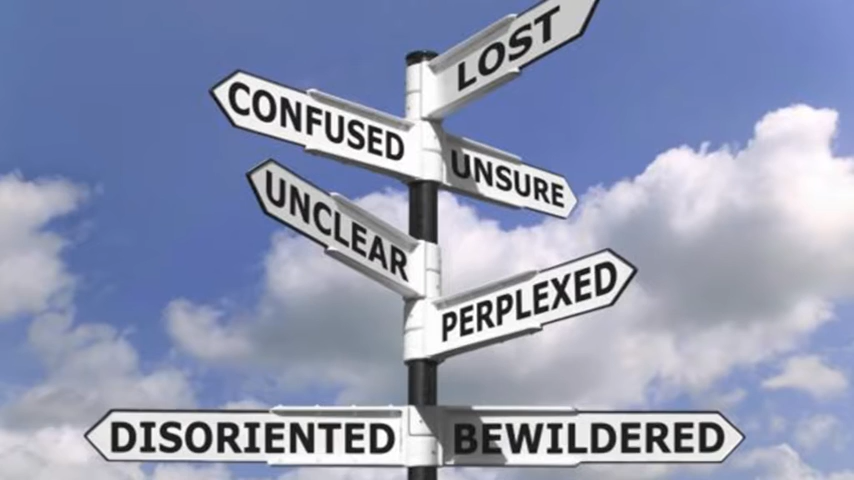 LOST
CONFUSED
UNSURE
UNCLEAR
PERPLEXED
DISORIENTED
BEWILDERED